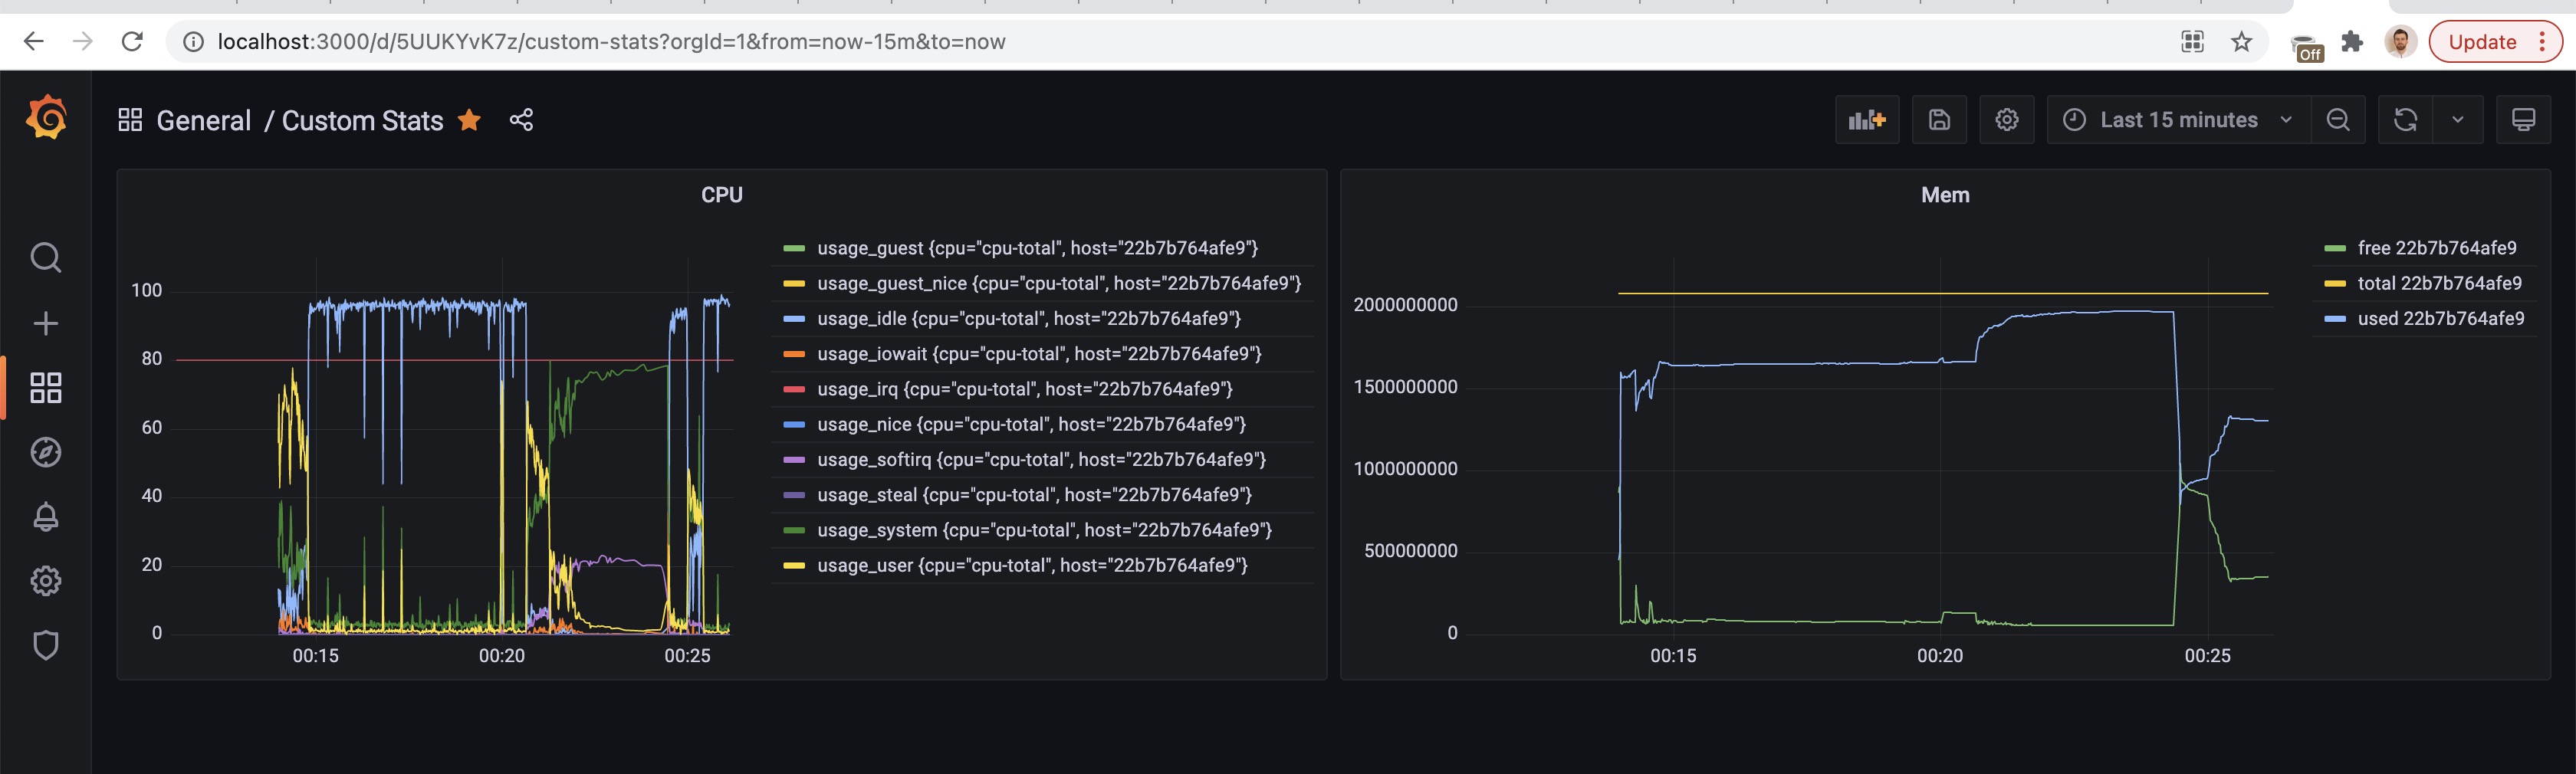 localhost:3000/d/5UUKYvK7z/custom-stats?orgId=1&from=now-15m&to=now
Off
Update
General / Custom Stats
Last 15 minutes
CPU
100
80
60
40
20
0
00:15 00:20 00:25
usage_guest {cpu="cpu-total", host="22b7b764afe9"}
usage_guest_nice {cpu="cpu-total", host="22b7b764afe9"}
usage_idle {cpu="cpu-total", host="22b7b764afe9"}
usage_iowait {cpu="cpu-total", host="22b7b764afe9"}
usage_irq {cpu="cpu-total", host="22b7b764afe9"}
usage_nice {cpu="cpu-total", host="22b7b764afe9"}
usage_softirq {cpu="cpu-total", host="22b7b764afe9"}
usage_steal {cpu="cpu-total", host="22b7b764afe9"}
usage_system {cpu="cpu-total", host="22b7b764afe9"}
usage_user {cpu="cpu-total", host="22b7b764afe9"}
Mem
2000000000
1500000000
1000000000
500000000
0
00:15 00:20 00:25
free 22b7b764afe9
total 22b7b764afe9
used 22b7b764afe9